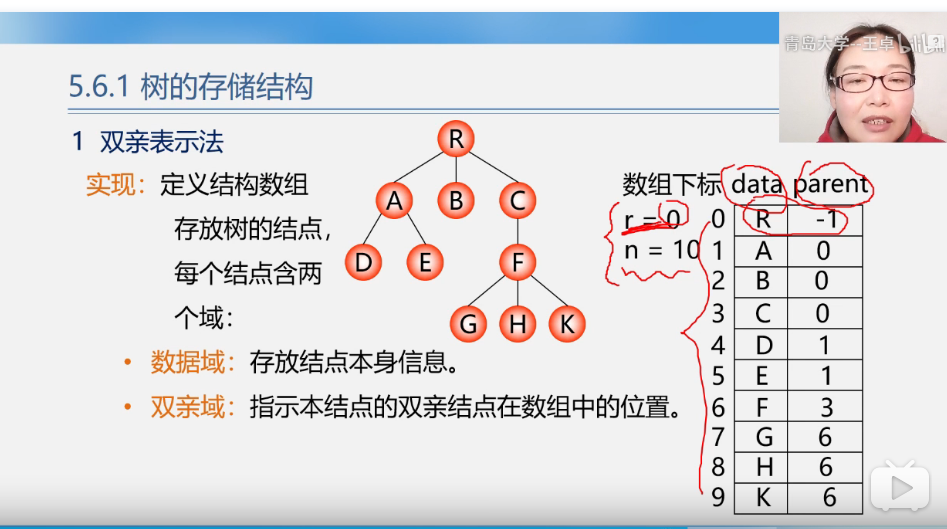 青岛大学--王卓
5.6.1 树的存储结构
1 双亲表示法
实现：定义结构数组
存放树的结点，
每个结点含两
个域：
• 数据域：存放结点本身信息。
• 双亲域：指示本结点的双亲结点在数组中的位置。
R
A B C
D E F
G H K
数组下标 data parent
r = 0
n = 10
0 R -1
1 A 0
2 B 0
3 C 0
4 D 1
5 E 1
6 F 3
7 G 6
8 H 6
9 K 6